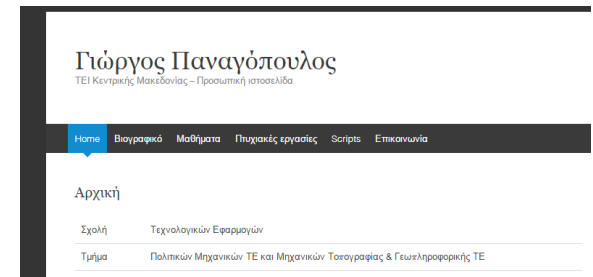 Γιώργος Παναγόπουλος
ΤΕΙ Κεντρικής Μακεδονίας – Προσωπική ιστοσελίδα
Home Βιογραφικό Μαθήματα Πτυχιακές εργασίες Scripts Επικοινωνία
Αρχική
Σχολή Τεχνολογικών Εφαρμογών
Τμήμα Πολιτικών Μηχανικών ΤΕ και Μηχανικών Τοπογραφίας & Γεωπληροφορικής ΤΕ